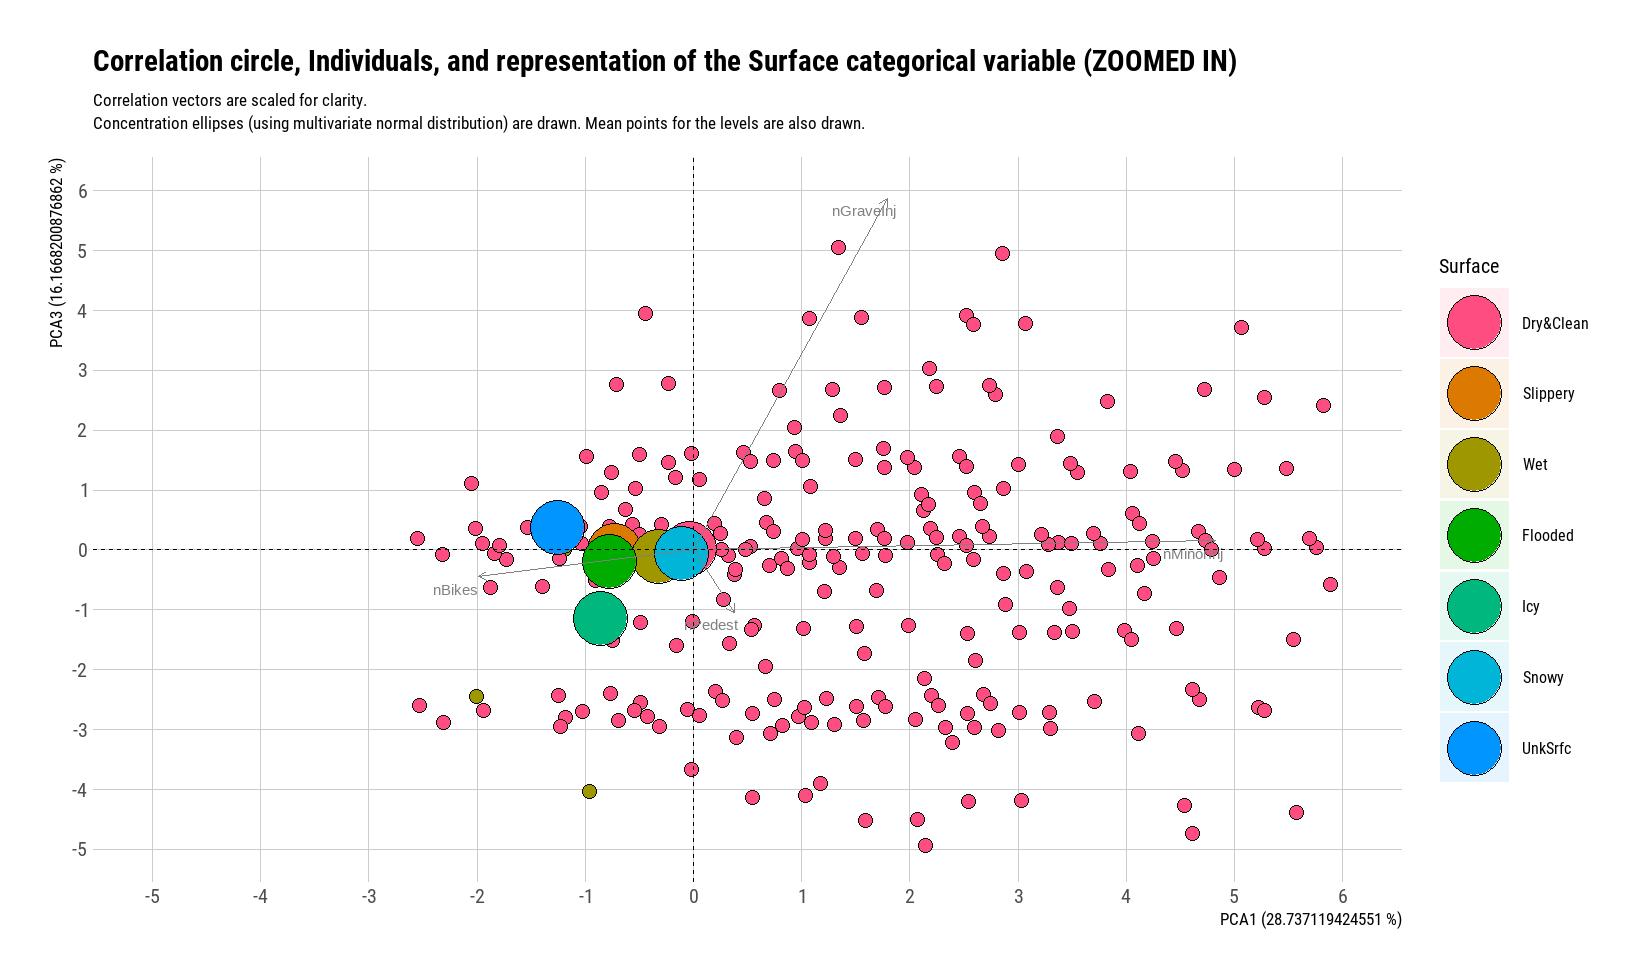 Correlation circle, Individuals, and representation of the Surface categorical variable (ZOOMED IN)
Correlation vectors are scaled for clarity.
Concentration ellipses (using multivariate normal distribution) are drawn. Mean points for the levels are also drawn.
PCA3 (16.1668200876862 %)
6
5
4
3
2
1
0
-1
-2
-3
-4
-5
nGraveInj
nMinorInj
nBikes
-5
-4
-3
-2
-1
0
1
2
3
4
5
6
PCA1 (28.737119424551 %)
Surface
Dry&Clean
Slippery
Wet
Flooded
Icy
Snowy
UnkSrfc